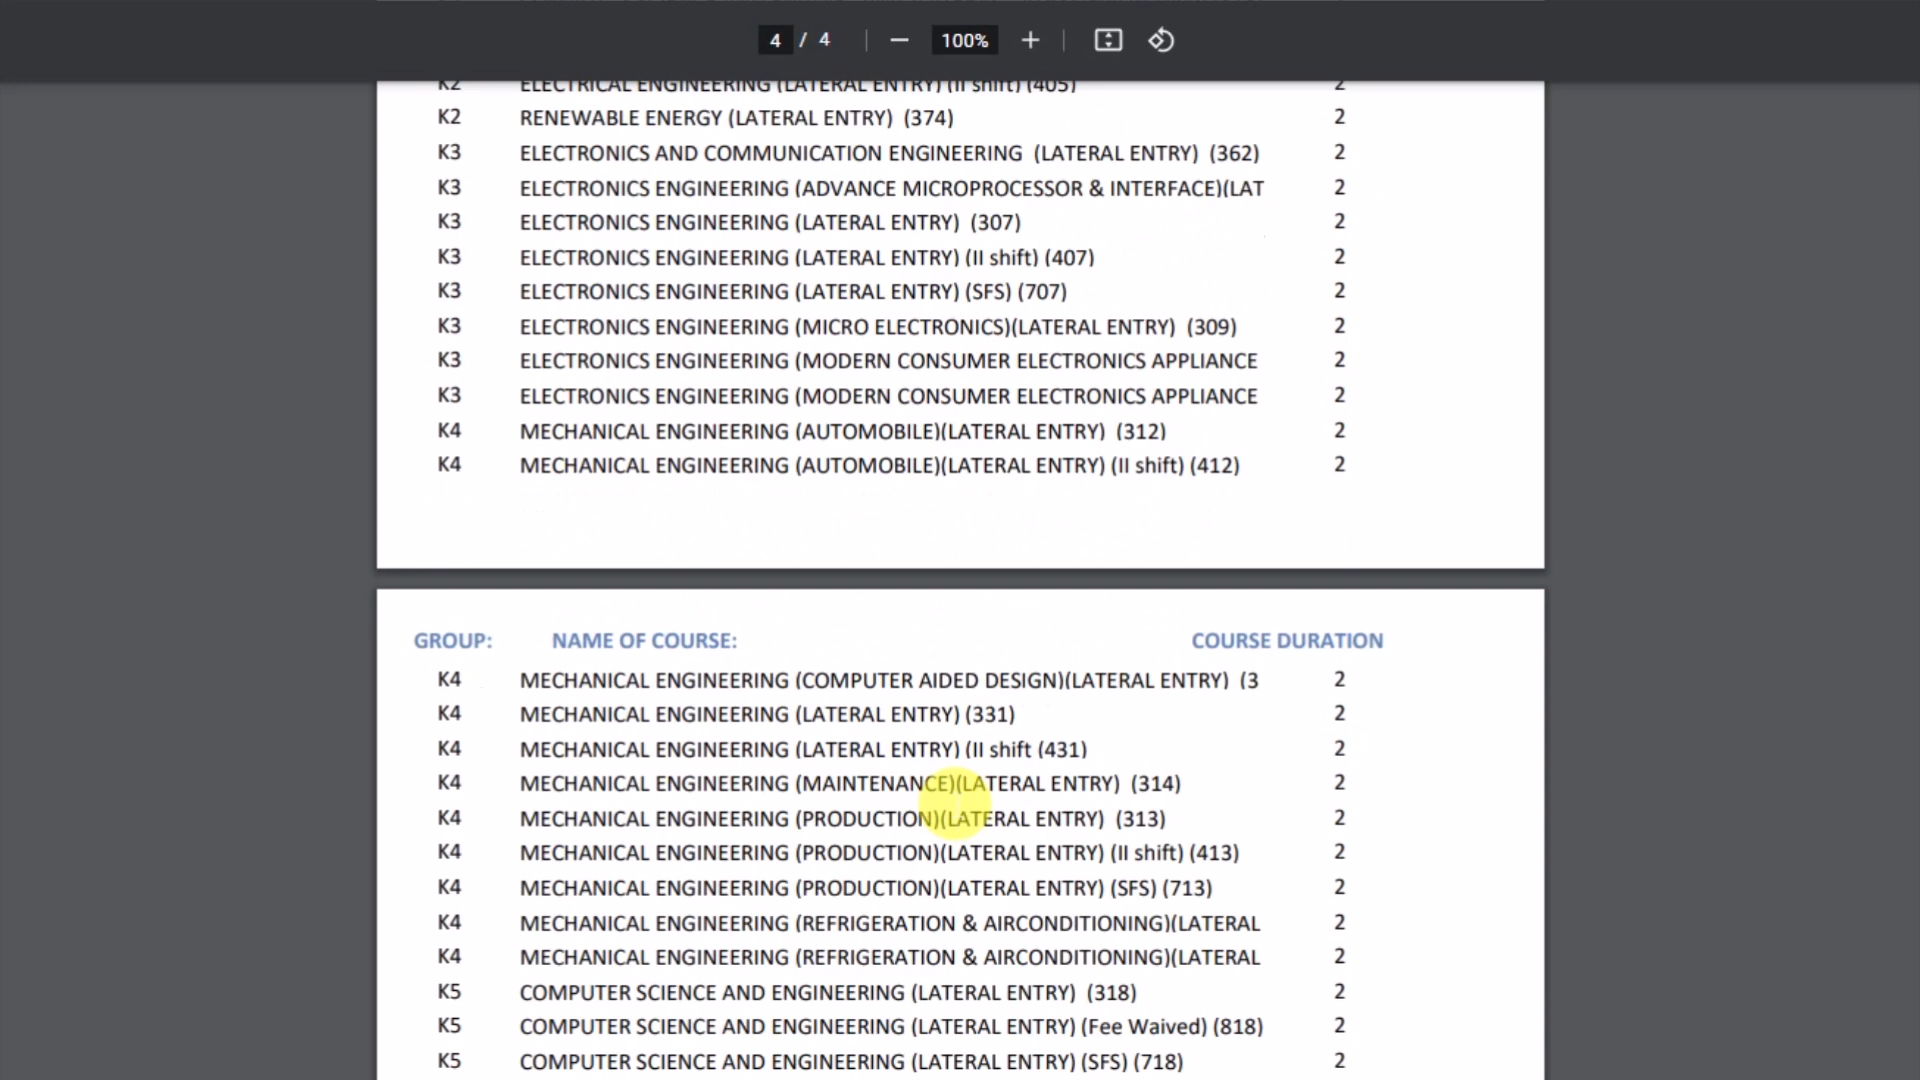 4 / 4 100%
K2 ELECTRICAL ENGINEERING (LATERAL ENTRY) (II shift) (405) 2
K2 RENEWABLE ENERGY (LATERAL ENTRY) (374) 2
K3 ELECTRONICS AND COMMUNICATION ENGINEERING (LATERAL ENTRY) (362) 2
K3 ELECTRONICS ENGINEERING (ADVANCE MICROPROCESSOR & INTERFACE)(LAT 2
K3 ELECTRONICS ENGINEERING (LATERAL ENTRY) (307) 2
K3 ELECTRONICS ENGINEERING (LATERAL ENTRY) (II shift) (407) 2
K3 ELECTRONICS ENGINEERING (LATERAL ENTRY) (SFS) (707) 2
K3 ELECTRONICS ENGINEERING (MICRO ELECTRONICS)(LATERAL ENTRY) (309) 2
K3 ELECTRONICS ENGINEERING (MODERN CONSUMER ELECTRONICS APPLIANCE 2
K3 ELECTRONICS ENGINEERING (MODERN CONSUMER ELECTRONICS APPLIANCE 2
K4 MECHANICAL ENGINEERING (AUTOMOBILE)(LATERAL ENTRY) (312) 2
K4 MECHANICAL ENGINEERING (AUTOMOBILE)(LATERAL ENTRY) (II shift) (412) 2
GROUP: NAME OF COURSE: COURSE DURATION
K4 MECHANICAL ENGINEERING (COMPUTER AIDED DESIGN)(LATERAL ENTRY) (3 2
K4 MECHANICAL ENGINEERING (LATERAL ENTRY) (331) 2
K4 MECHANICAL ENGINEERING (LATERAL ENTRY) (II shift (431) 2
K4 MECHANICAL ENGINEERING (MAINTENANCE)(LATERAL ENTRY) (314) 2
K4 MECHANICAL ENGINEERING (PRODUCTION)(LATERAL ENTRY) (313) 2
K4 MECHANICAL ENGINEERING (PRODUCTION)(LATERAL ENTRY) (II shift) (413) 2
K4 MECHANICAL ENGINEERING (PRODUCTION)(LATERAL ENTRY) (SFS) (713) 2
K4 MECHANICAL ENGINEERING (REFRIGERATION & AIRCONDITIONING)(LATERAL 2
K4 MECHANICAL ENGINEERING (REFRIGERATION & AIRCONDITIONING)(LATERAL 2
K5 COMPUTER SCIENCE AND ENGINEERING (LATERAL ENTRY) (318) 2
K5 COMPUTER SCIENCE AND ENGINEERING (LATERAL ENTRY) (Fee Waived) (818) 2
K5 COMPUTER SCIENCE AND ENGINEERING (LATERAL ENTRY) (SFS) (718) 2